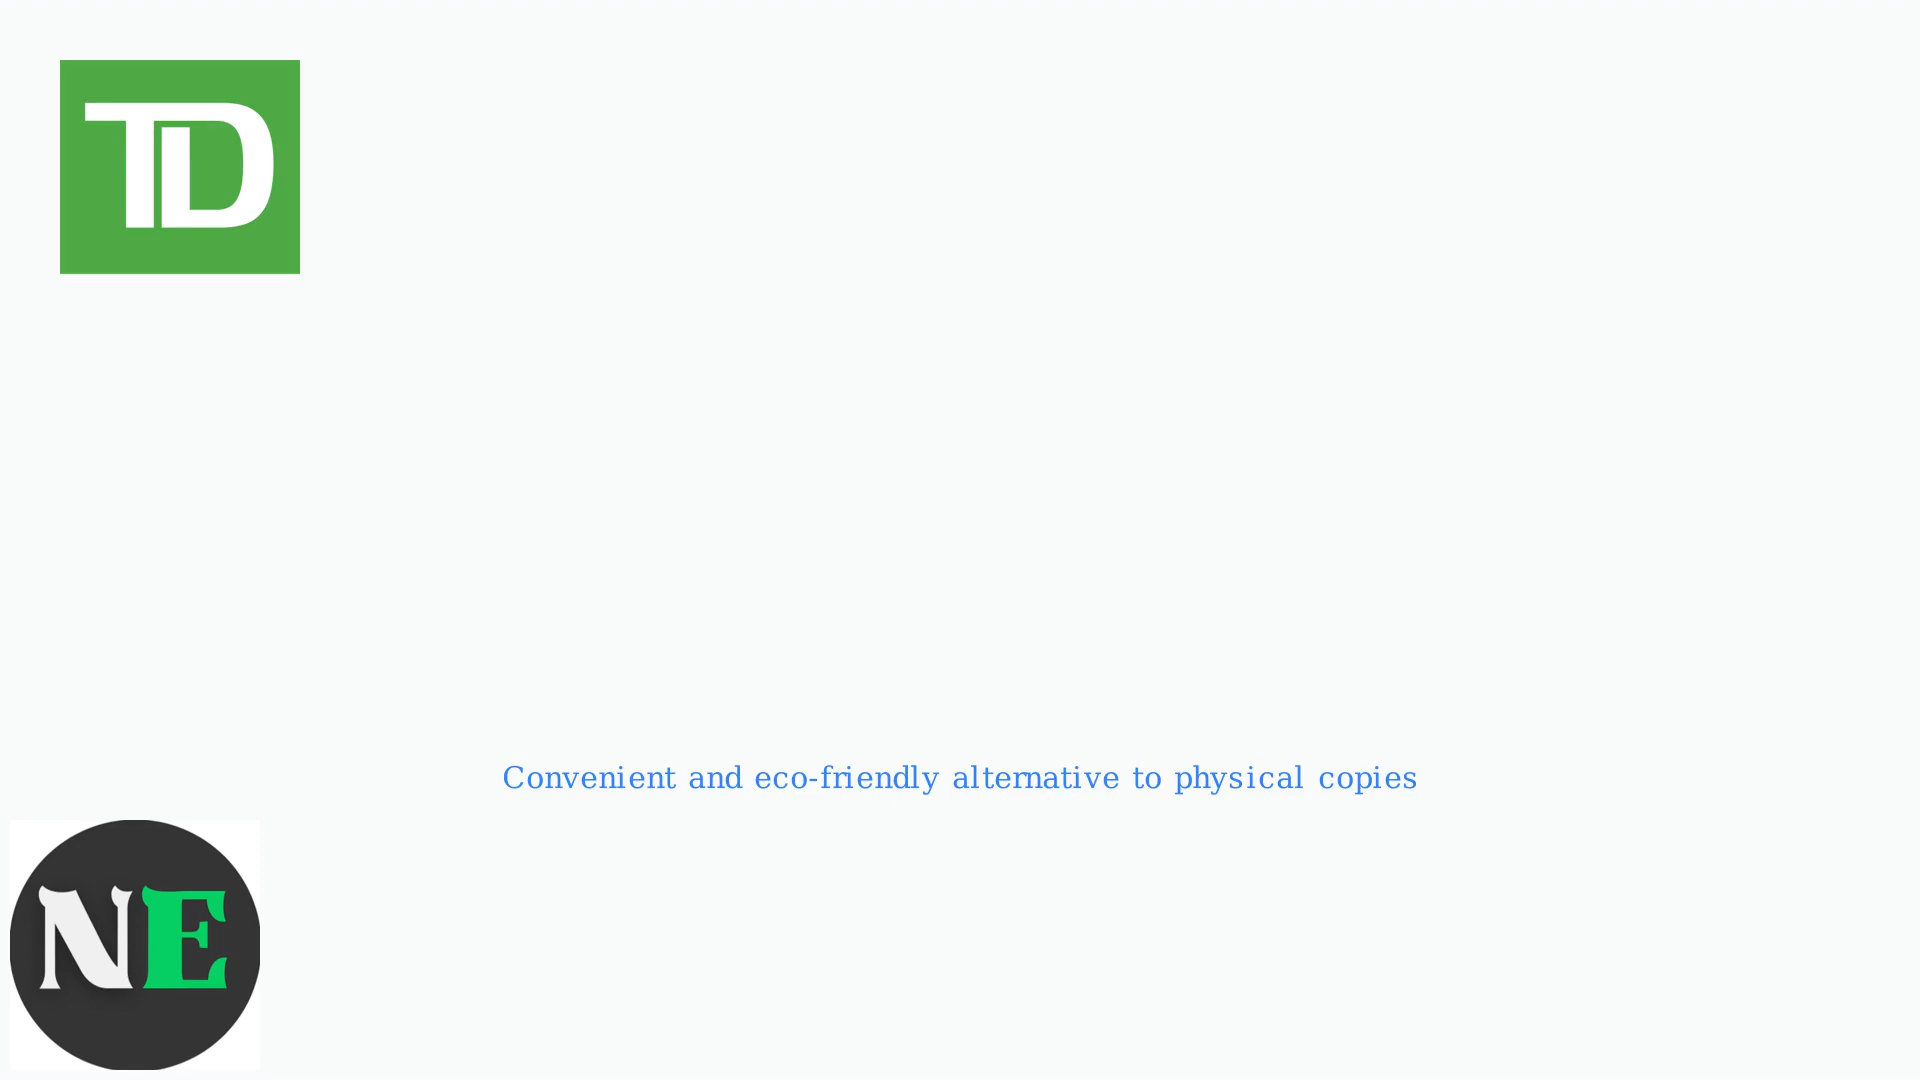 TD
Convenient and eco-friendly alternative to physical copies
NE